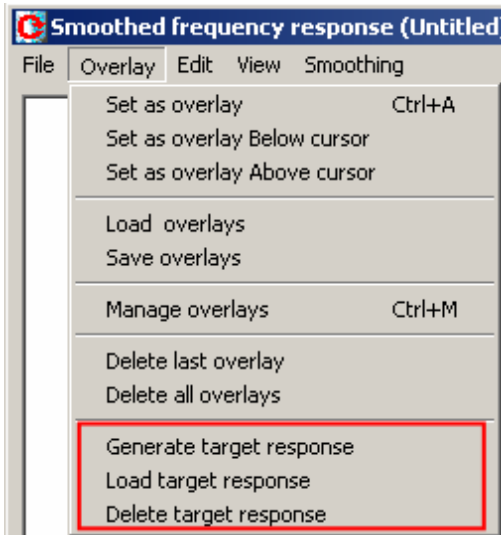 Smoothed frequency response (Untitled)
File Overlay Edit View Smoothing
Set as overlay Ctrl+A
Set as overlay Below cursor
Set as overlay Above cursor
Load overlays
Save overlays
Manage overlays Ctrl+M
Delete last overlay
Delete all overlays
Generate target response
Load target response
Delete target response